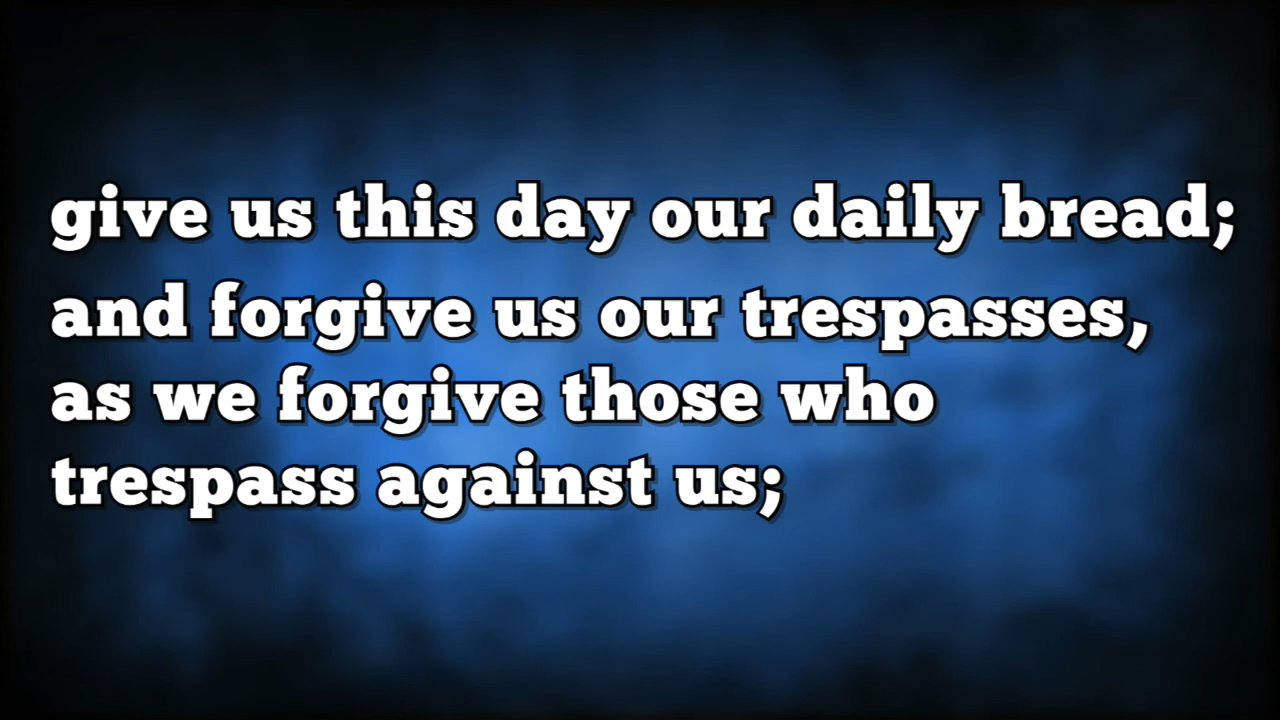 give us this day our daily bread;
and forgive us our trespasses,
as we forgive those who
trespass against us;